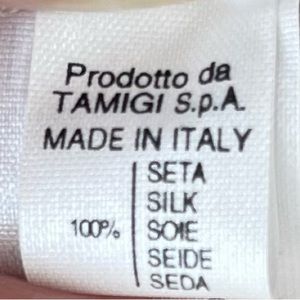 Prodotto da
TAMIGI S.p.A.
MADE IN ITALY
SETA
SILK
100% SOIE
SEIDE
SEDA